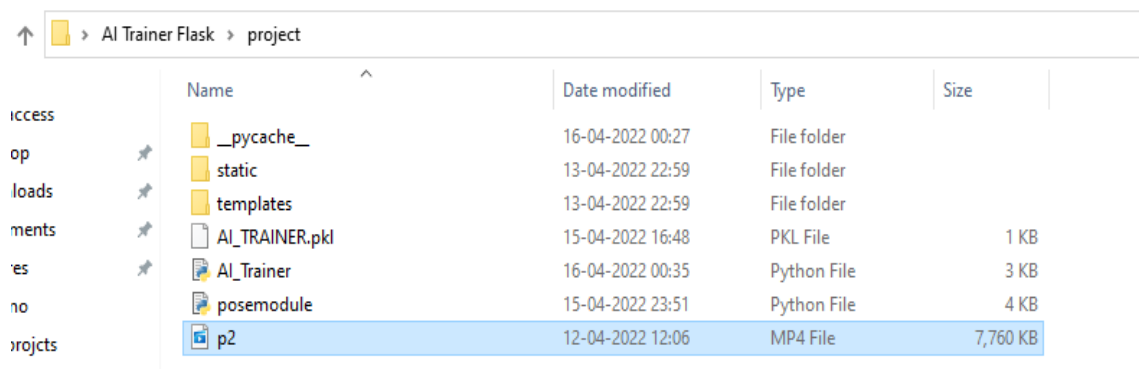 AI Trainer Flask > project
Name Date modified Type Size
access
op
loads
ments
res
no
projcts
__pycache__ 16-04-2022 00:27 File folder
static 13-04-2022 22:59 File folder
templates 13-04-2022 22:59 File folder
AI_TRAINER.pkl 15-04-2022 16:48 PKL File 1 KB
AI_Trainer 16-04-2022 00:35 Python File 3 KB
posemodule 15-04-2022 23:51 Python File 4 KB
p2 12-04-2022 12:06 MP4 File 7,760 KB